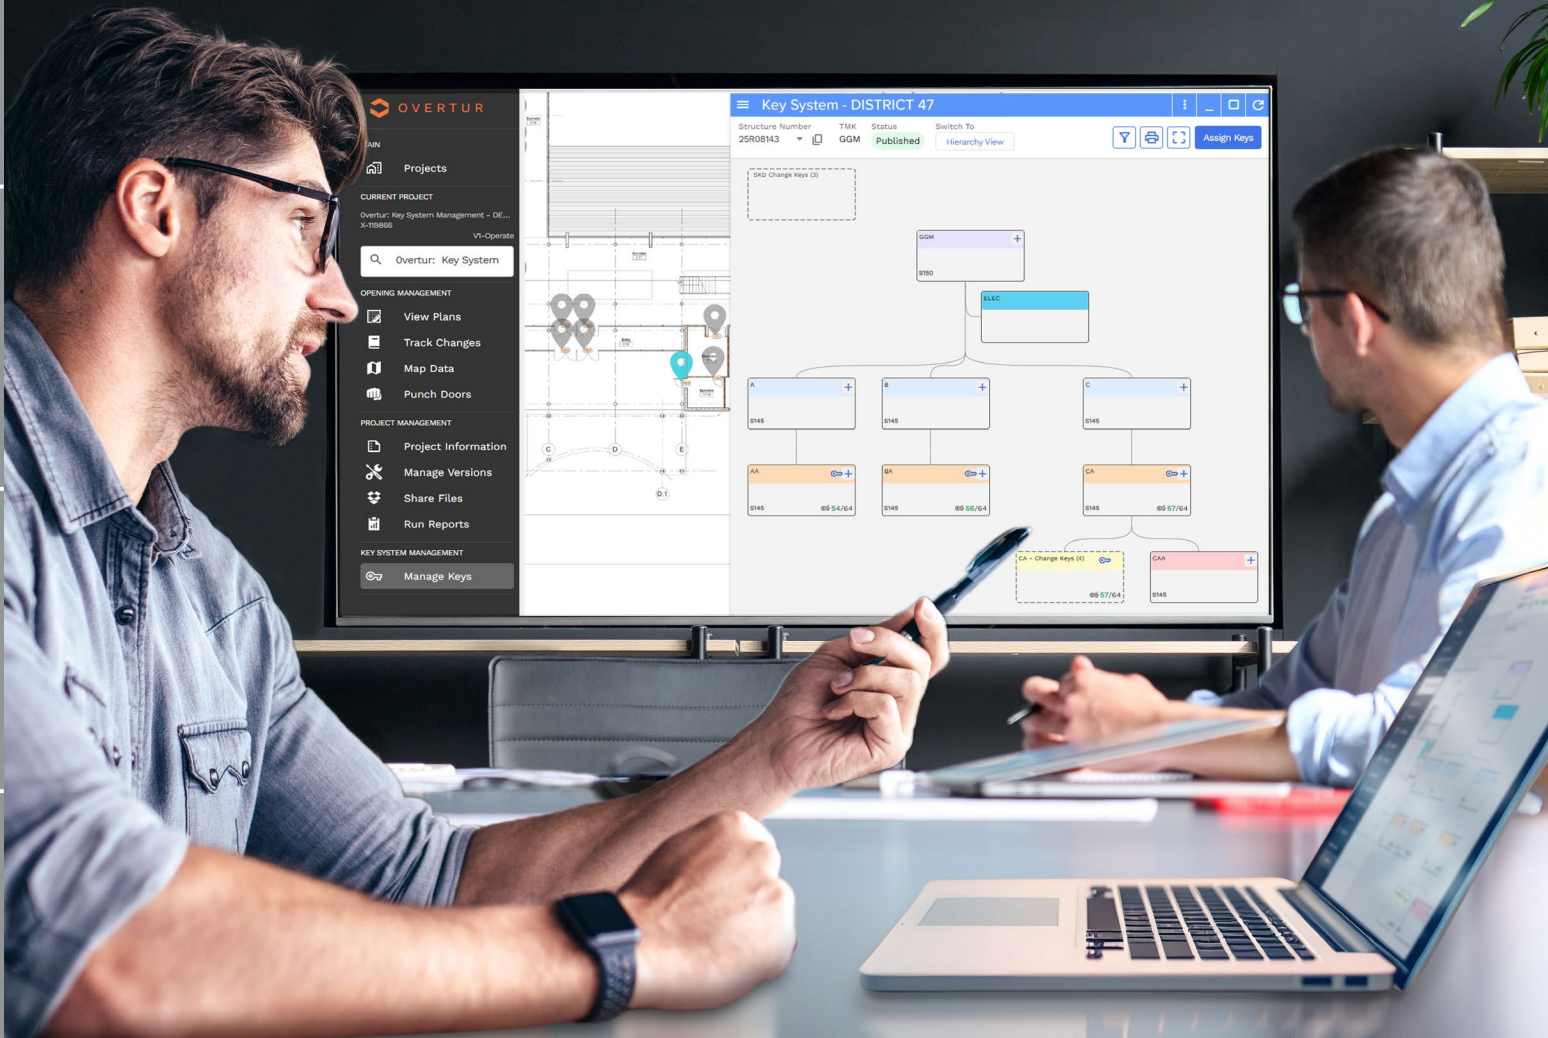 OVERTUR
AIN
Projects
CURRENT PROJECT
Overtur: Key System Management - DE...
X-119866
V1-Operate
Overtur: Key System
OPENING MANAGEMENT
View Plans
Track Changes
Map Data
Punch Doors
PROJECT MANAGEMENT
Project Information
Manage Versions
Share Files
Run Reports
KEY SYSTEM MANAGEMENT
Manage Keys
C
D
E
D.1
Key System - DISTRICT 47
Structure Number
TMK
Status
Switch To
25R08143
GGM
Published
Hierarchy View
Assign Keys
SKD Change Keys (3)
GGM
S150
ELEC
A
S145
B
S145
C
S145
AA
S145
54/64
BA
S145
56/64
CA
S145
57/64
CA - Change Keys (4)
57/64
CAA
S145